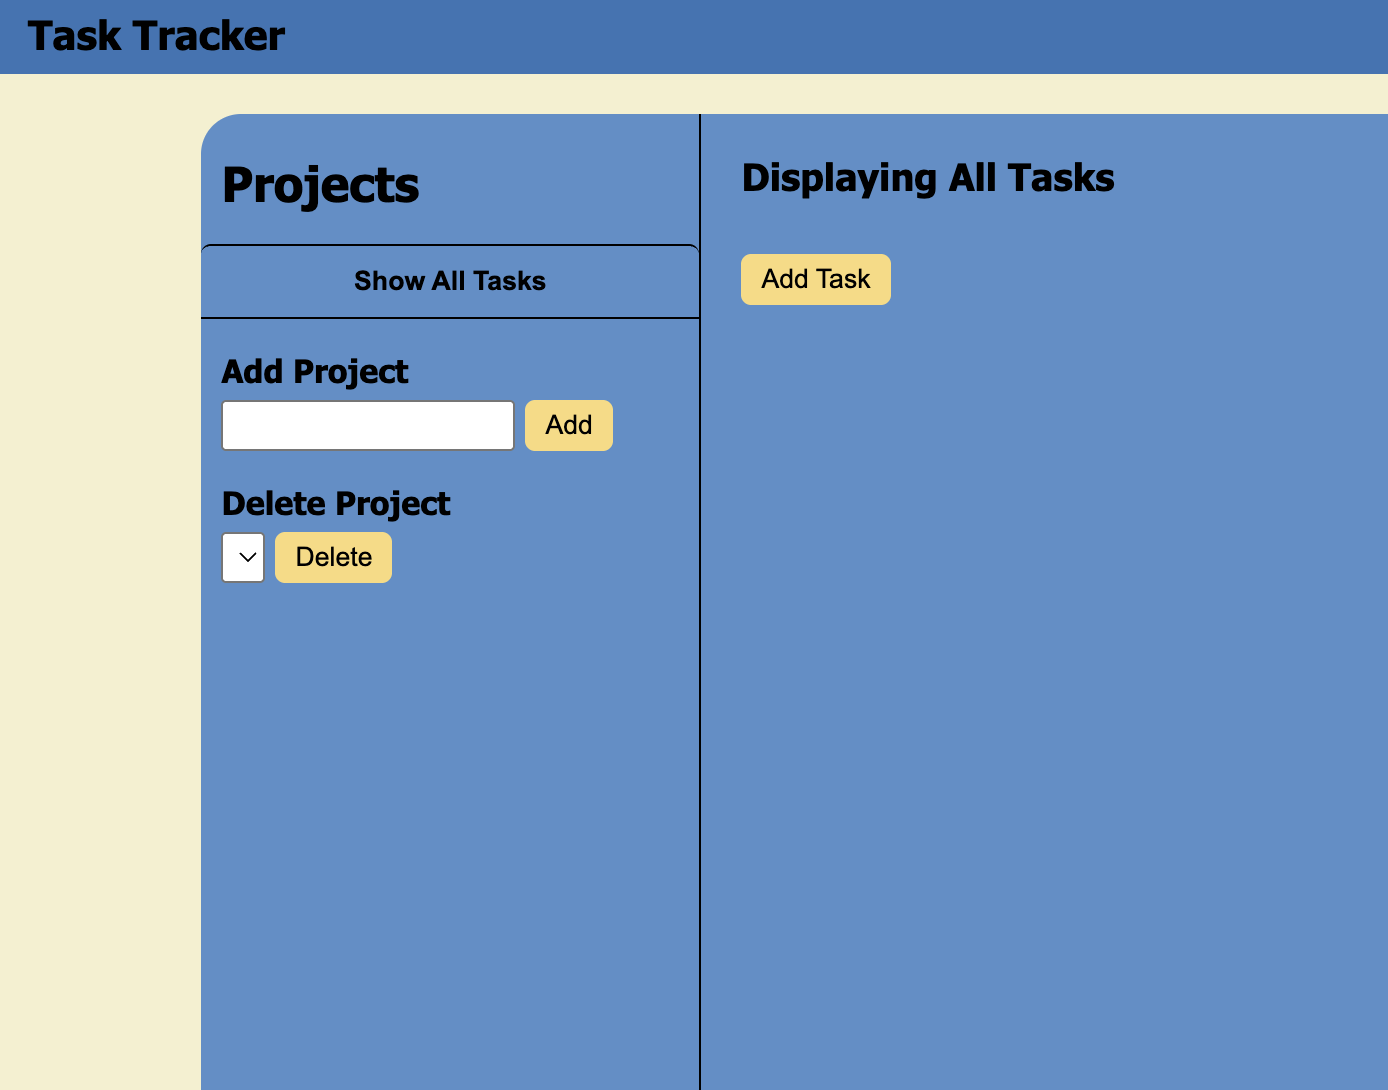 Task Tracker
Projects
Show All Tasks
Add Project
Add
Delete Project
Delete
Displaying All Tasks
Add Task